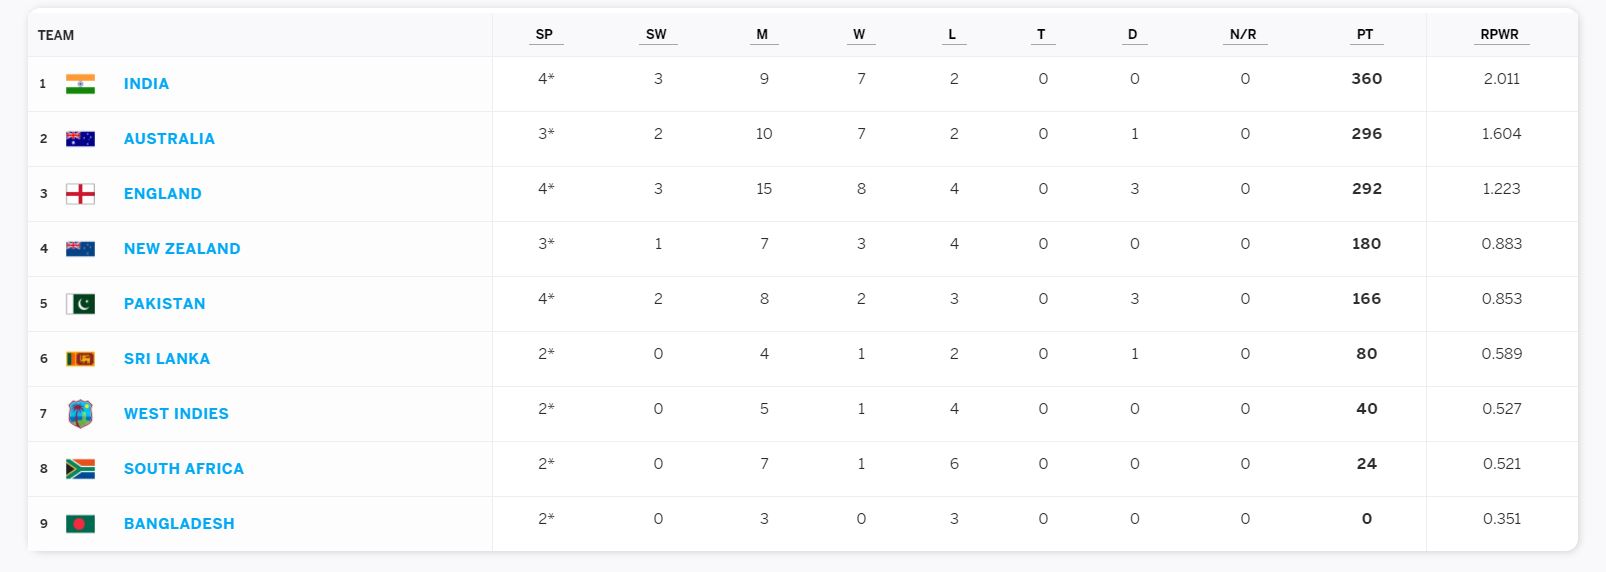 TEAM SP SW M W L T D N/R PT RPWR
1 INDIA 4* 3 9 7 2 0 0 0 360 2.011
2 AUSTRALIA 3* 2 10 7 2 0 1 0 296 1.604
3 ENGLAND 4* 3 15 8 4 0 3 0 292 1.223
4 NEW ZEALAND 3* 1 7 3 4 0 0 0 180 0.883
5 PAKISTAN 4* 2 8 2 3 0 3 0 166 0.853
6 SRI LANKA 2* 0 4 1 2 0 1 0 80 0.589
7 WEST INDIES 2* 0 5 1 4 0 0 0 40 0.527
8 SOUTH AFRICA 2* 0 7 1 6 0 0 0 24 0.521
9 BANGLADESH 2* 0 3 0 3 0 0 0 0 0.351